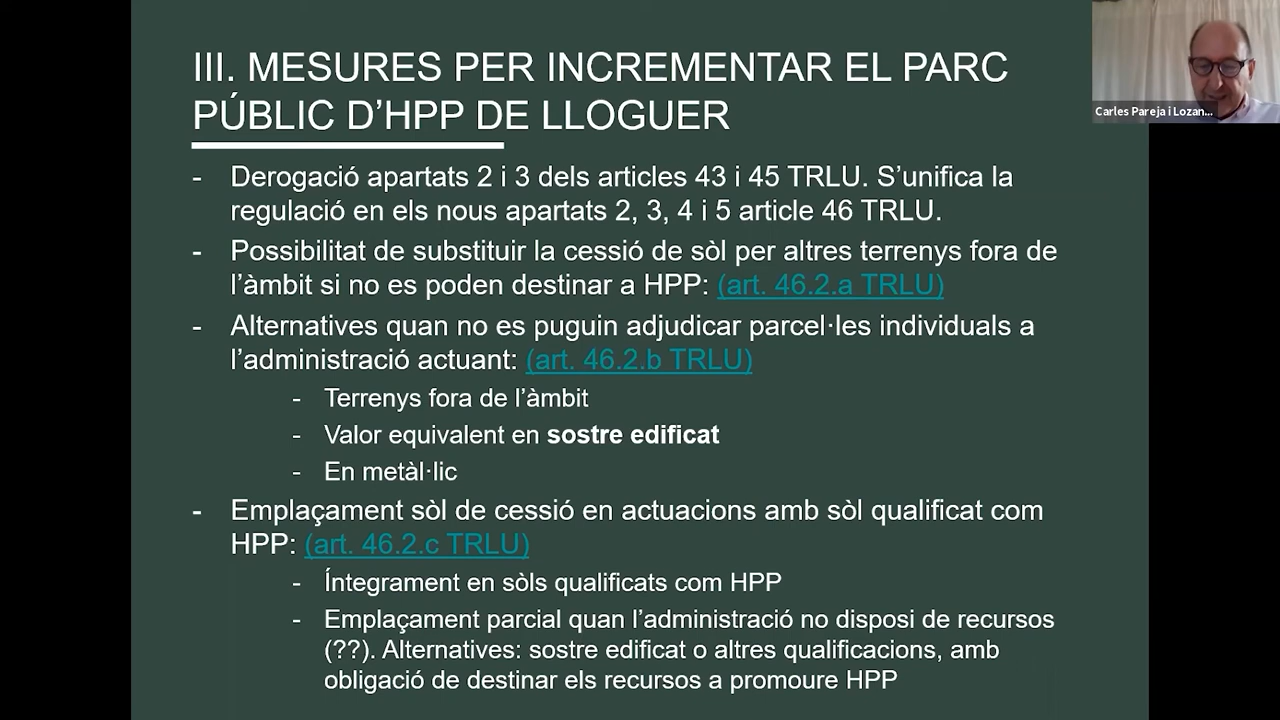 III. MESURES PER INCREMENTAR EL PARC
PÚBLIC D'HPP DE LLOGUER
Carles Pareja i Lozan...
- Derogació apartats 2 i 3 dels articles 43 i 45 TRLU. S'unifica la
regulació en els nous apartats 2, 3, 4 i 5 article 46 TRLU.
- Possibilitat de substituir la cessió de sòl per altres terrenys fora de
l'àmbit si no es poden destinar a HPP: (art. 46.2.a TRLU)
- Alternatives quan no es puguin adjudicar parcel·les individuals a
l'administració actuant: (art. 46.2.b TRLU)
- Terrenys fora de l'àmbit
- Valor equivalent en sostre edificat
- En metàl·lic
- Emplaçament sòl de cessió en actuacions amb sòl qualificat com
HPP: (art. 46.2.c TRLU)
- Íntegrament en sòls qualificats com HPP
- Emplaçament parcial quan l'administració no disposi de recursos
(??). Alternatives: sostre edificat o altres qualificacions, amb
obligació de destinar els recursos a promoure HPP